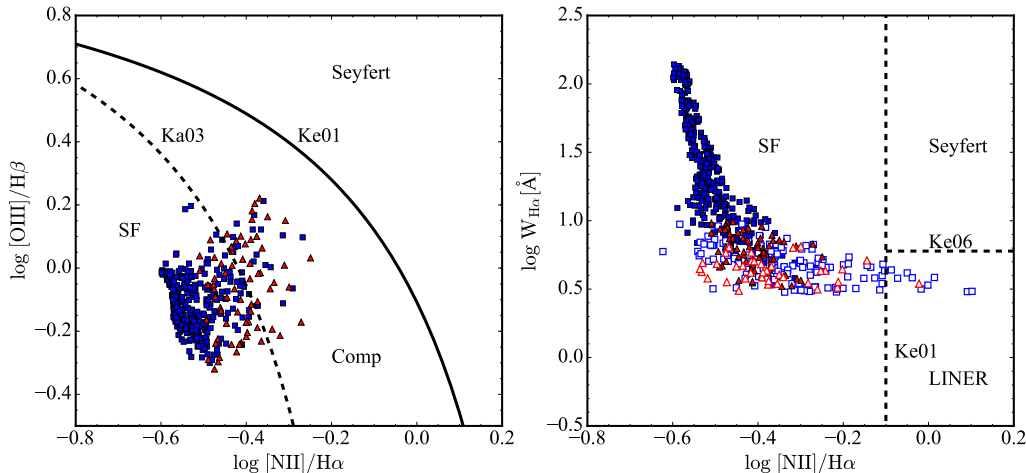 0.8
0.6
0.4
0.2
0.0
−0.2
−0.4
−0.8
−0.6
−0.4
−0.2
0.0
0.2
log [OIII]/Hβ
log [NII]/Hα
Seyfert
Ka03
Ke01
SF
Comp
2.5
2.0
1.5
1.0
0.5
0.0
−0.5
−0.8
−0.6
−0.4
−0.2
0.0
0.2
log W_Hα[Å]
log [NII]/Hα
SF
Seyfert
Ke06
Ke01
LINER